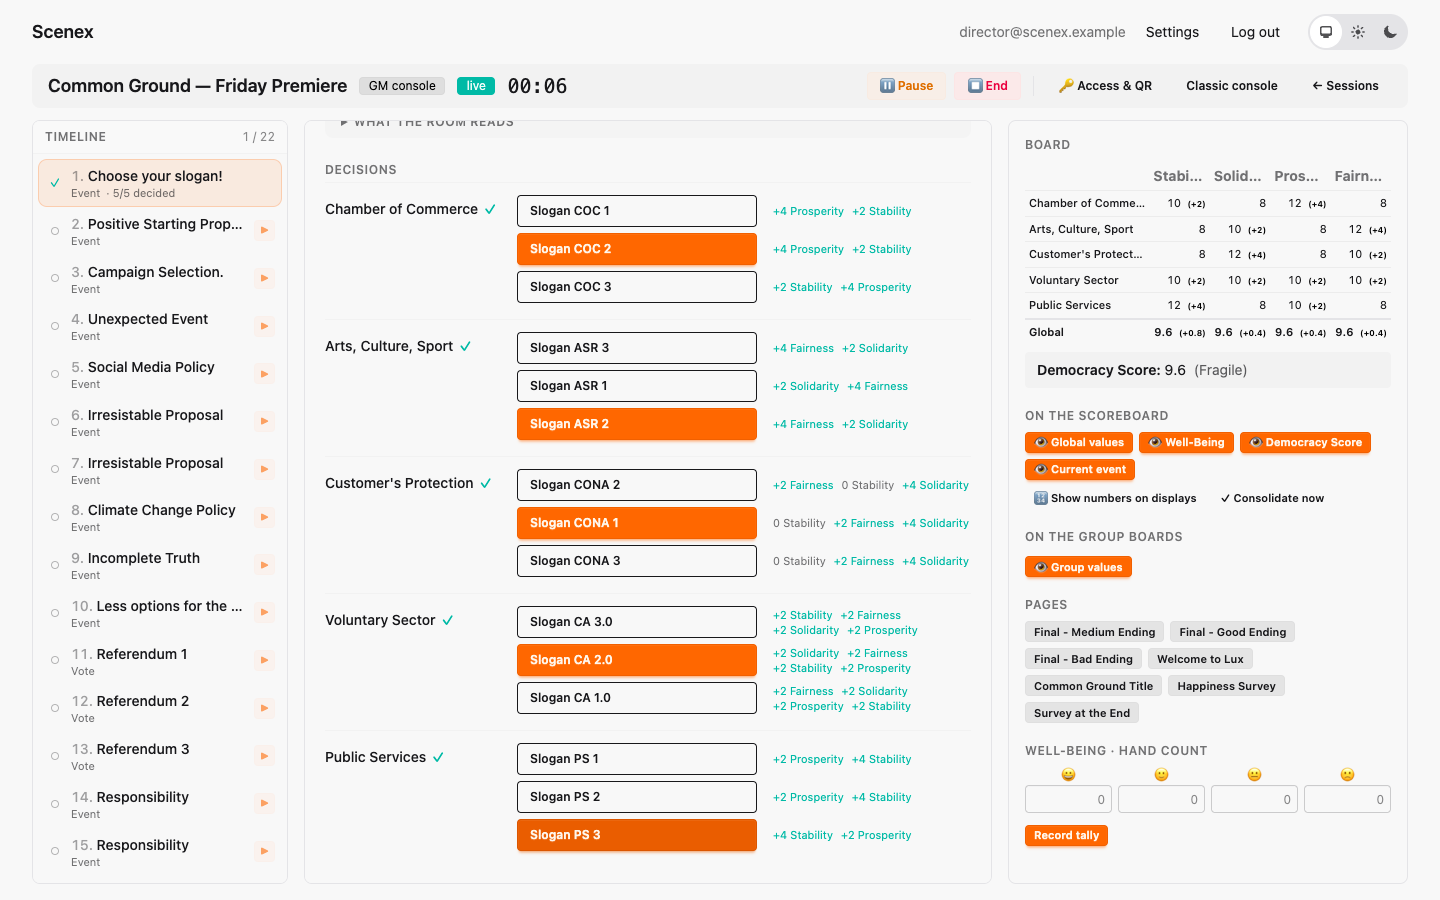 Scenex
director@scenex.example Settings Log out
Common Ground — Friday Premiere GM console live 00:06 Pause End Access & QR Classic console ← Sessions
TIMELINE 1 / 22
1. Choose your slogan!
Event · 5/5 decided
2. Positive Starting Prop...
Event
3. Campaign Selection.
Event
4. Unexpected Event
Event
5. Social Media Policy
Event
6. Irresistable Proposal
Event
7. Irresistable Proposal
Event
8. Climate Change Policy
Event
9. Incomplete Truth
Event
10. Less options for the ...
Event
11. Referendum 1
Vote
12. Referendum 2
Vote
13. Referendum 3
Vote
14. Responsibility
Event
15. Responsibility
Event
WHAT THE ROOM READS
DECISIONS
Chamber of Commerce ✓
Slogan COC 1 +4 Prosperity +2 Stability
Slogan COC 2 +4 Prosperity +2 Stability
Slogan COC 3 +2 Stability +4 Prosperity
Arts, Culture, Sport ✓
Slogan ASR 3 +4 Fairness +2 Solidarity
Slogan ASR 1 +2 Solidarity +4 Fairness
Slogan ASR 2 +4 Fairness +2 Solidarity
Customer's Protection ✓
Slogan CONA 2 +2 Fairness 0 Stability +4 Solidarity
Slogan CONA 1 0 Stability +2 Fairness +4 Solidarity
Slogan CONA 3 0 Stability +2 Fairness +4 Solidarity
Voluntary Sector ✓
Slogan CA 3.0 +2 Stability +2 Fairness
+2 Solidarity +2 Prosperity
Slogan CA 2.0 +2 Solidarity +2 Fairness
+2 Stability +2 Prosperity
Slogan CA 1.0 +2 Fairness +2 Solidarity
+2 Prosperity +2 Stability
Public Services ✓
Slogan PS 1 +2 Prosperity +4 Stability
Slogan PS 2 +2 Prosperity +4 Stability
Slogan PS 3 +4 Stability +2 Prosperity
BOARD
Stabi... Solid... Pros... Fairn...
Chamber of Comme... 10 (+2) 8 12 (+4) 8
Arts, Culture, Sport 8 10 (+2) 8 12 (+4)
Customer's Protect... 8 12 (+4) 8 10 (+2)
Voluntary Sector 10 (+2) 10 (+2) 10 (+2) 10 (+2)
Public Services 12 (+4) 8 10 (+2) 8
Global 9.6 (+0.8) 9.6 (+0.4) 9.6 (+0.4) 9.6 (+0.4)
Democracy Score: 9.6 (Fragile)
ON THE SCOREBOARD
Global values Well-Being Democracy Score
Current event
Show numbers on displays ✓ Consolidate now
ON THE GROUP BOARDS
Group values
PAGES
Final - Medium Ending Final - Good Ending
Final - Bad Ending Welcome to Lux
Common Ground Title Happiness Survey
Survey at the End
WELL-BEING · HAND COUNT
0 0 0 0
Record tally